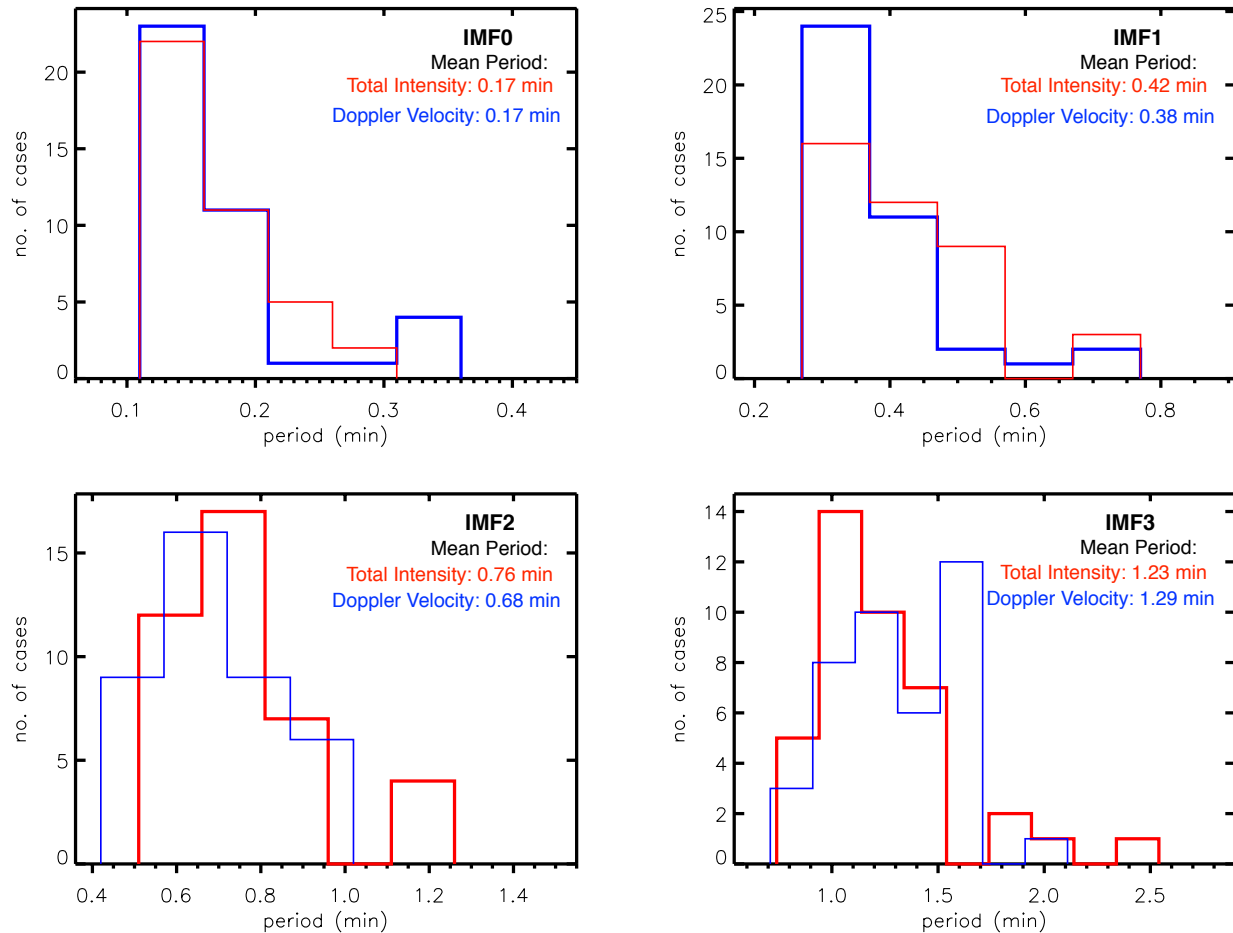 IMF0
Mean Period:
Total Intensity: 0.17 min
Doppler Velocity: 0.17 min
no. of cases
20
15
10
5
0
0.1 0.2 0.3 0.4
period (min)
IMF1
Mean Period:
Total Intensity: 0.42 min
Doppler Velocity: 0.38 min
no. of cases
25
20
15
10
5
0
0.2 0.4 0.6 0.8
period (min)
IMF2
Mean Period:
Total Intensity: 0.76 min
Doppler Velocity: 0.68 min
no. of cases
15
10
5
0
0.4 0.6 0.8 1.0 1.2 1.4
period (min)
IMF3
Mean Period:
Total Intensity: 1.23 min
Doppler Velocity: 1.29 min
no. of cases
14
12
10
8
6
4
2
0
1.0 1.5 2.0 2.5
period (min)